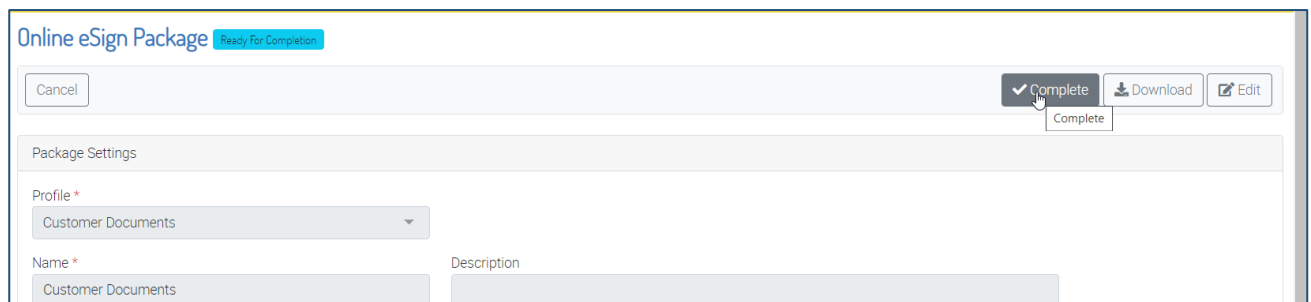 Online eSign Package Ready For Completion
Cancel Complete Download Edit
Complete
Package Settings
Profile *
Customer Documents
Name * Description
Customer Documents